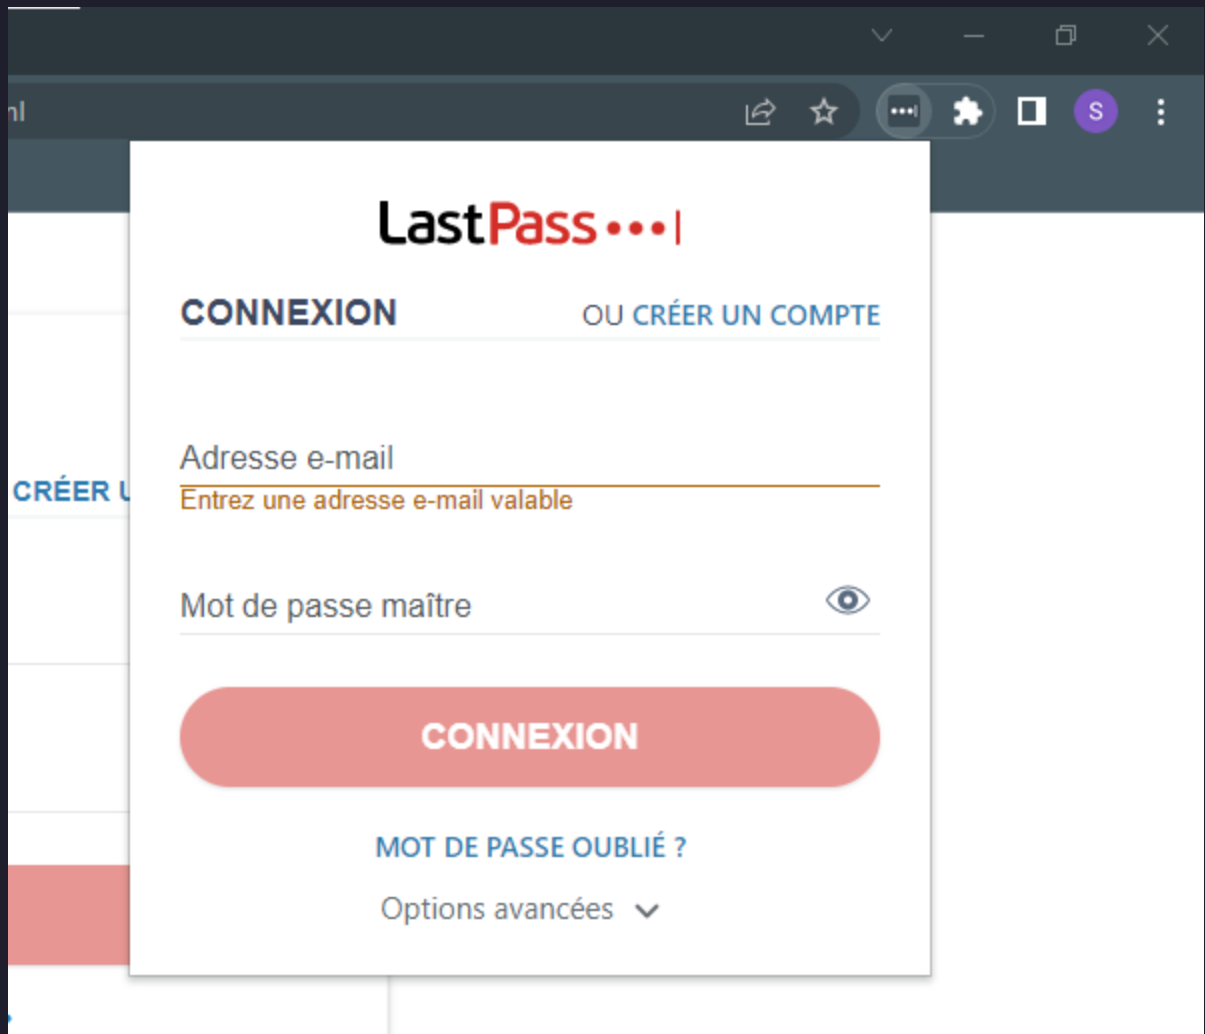 nl
S
LastPass
CONNEXION
OU CRÉER UN COMPTE
Adresse e-mail
CRÉER
Entrez une adresse e-mail valable
Mot de passe maître
CONNEXION
MOT DE PASSE OUBLIÉ ?
Options avancées